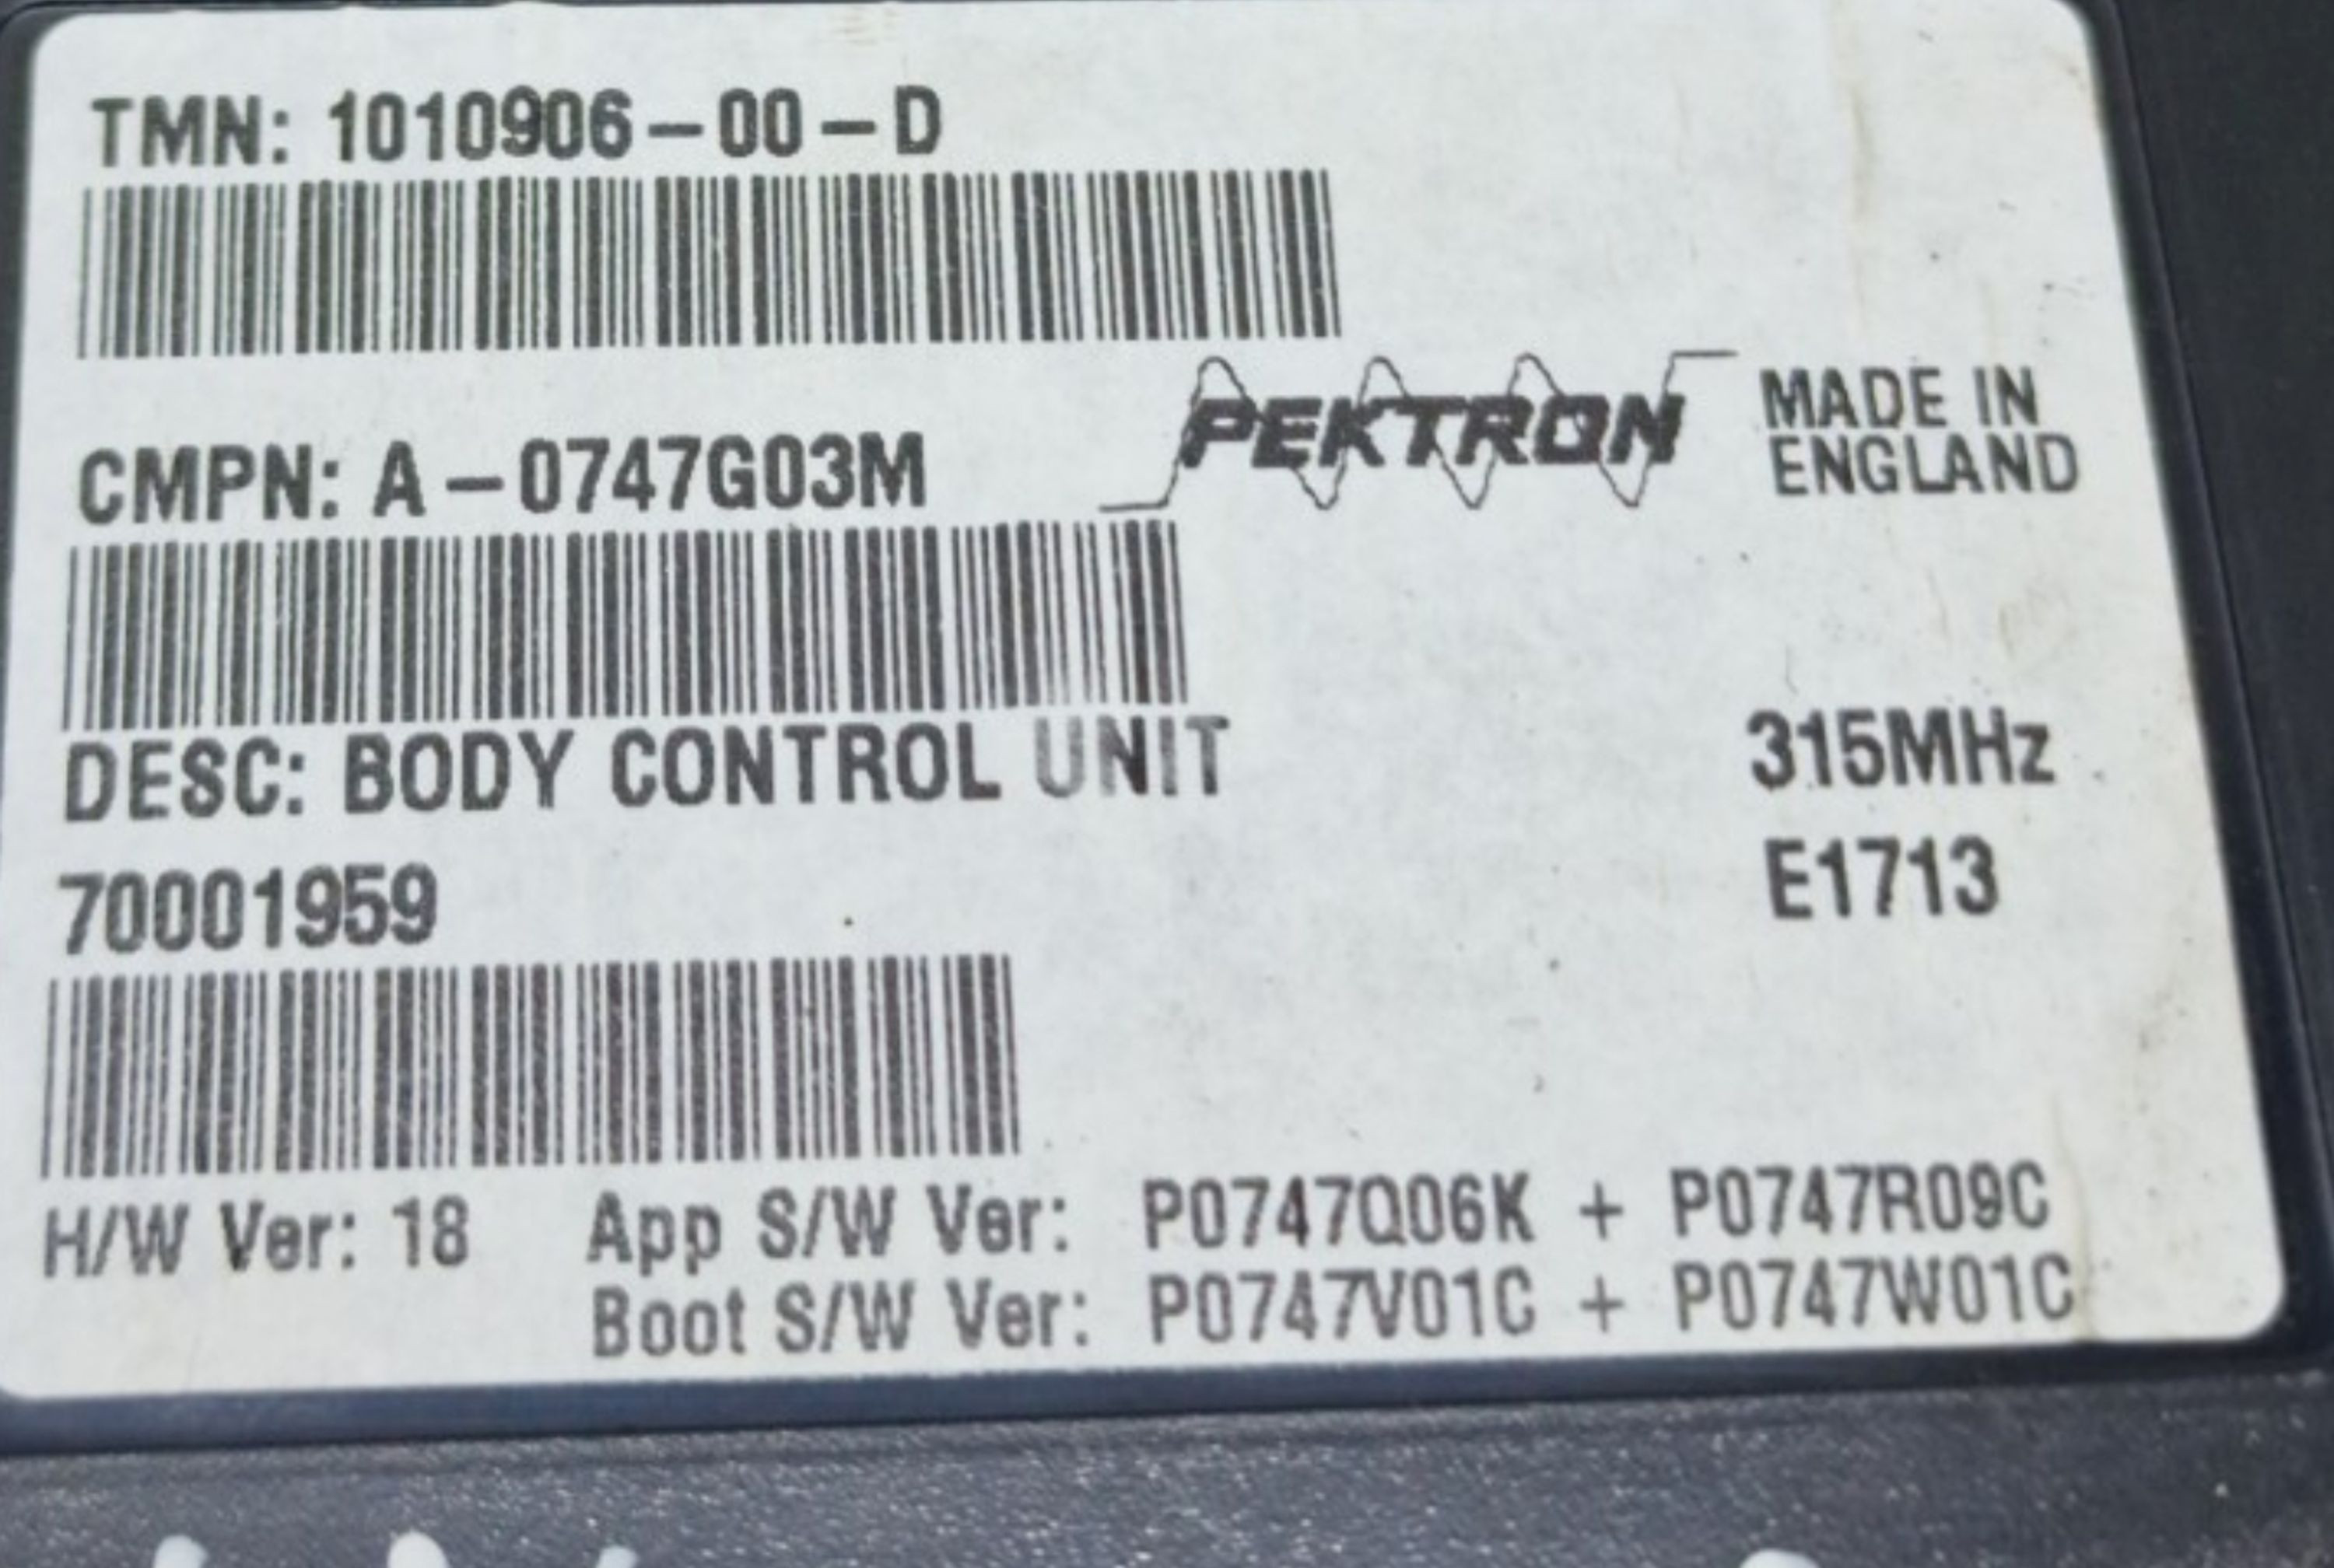 TMN: 1010906-00-D
CMPN: A-0747G03M
PEKTRON
MADE IN
ENGLAND
DESC: BODY CONTROL UNIT
315MHz
70001959
E1713
H/W Ver: 18 App S/W Ver: P0747Q06K + P0747R09C
Boot S/W Ver: P0747V01C + P0747W01C